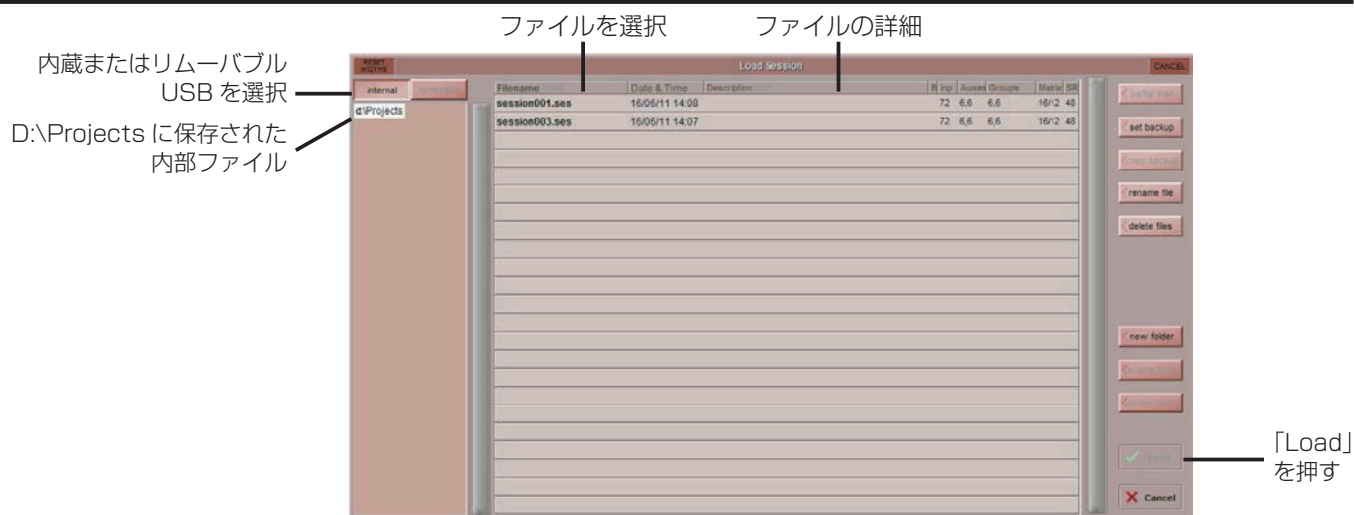 ファイルを選択
ファイルの詳細
内蔵またはリムーバブル
USB を選択
D:\Projects に保存された
内部ファイル
RESET
WIDTHS
Load Session
CANCEL
internal
d:\Projects
Filename Date & Time Description Inp Auxes Groups Matrix SR
session001.ses 16/06/11 14:08 72 6,6 6,6 16/12 48
session003.ses 16/06/11 14:07 72 6,6 6,6 16/12 48
partial load
set backup
copy backup
rename file
delete files
new folder
Load
Cancel
「Load」
を押す